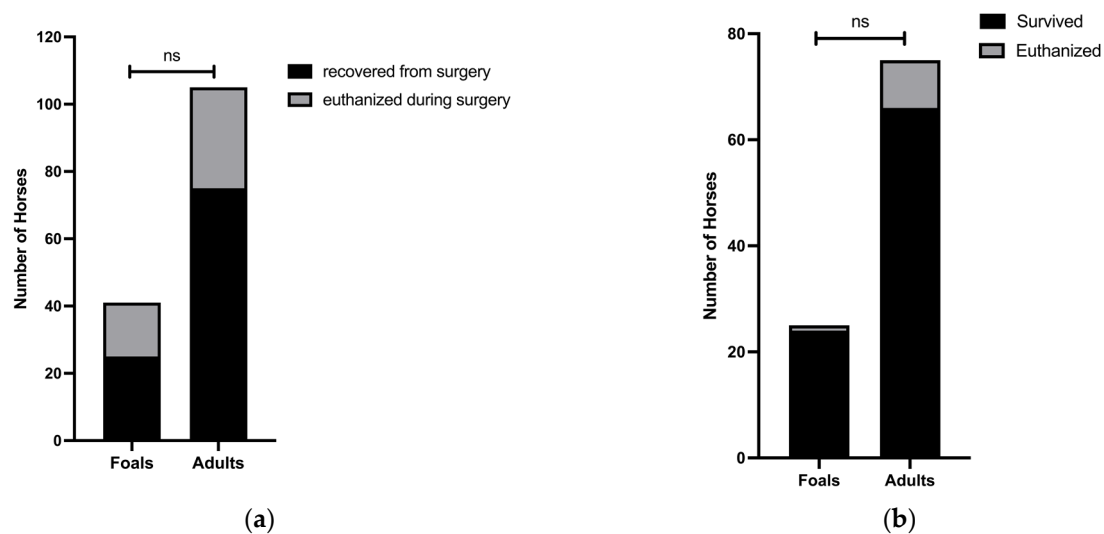 120
100
80
60
40
20
0
Number of Horses
ns
Foals
Adults
recovered from surgery
euthanized during surgery
(a)
80
60
40
20
0
Number of Horses
ns
Foals
Adults
Survived
Euthanized
(b)